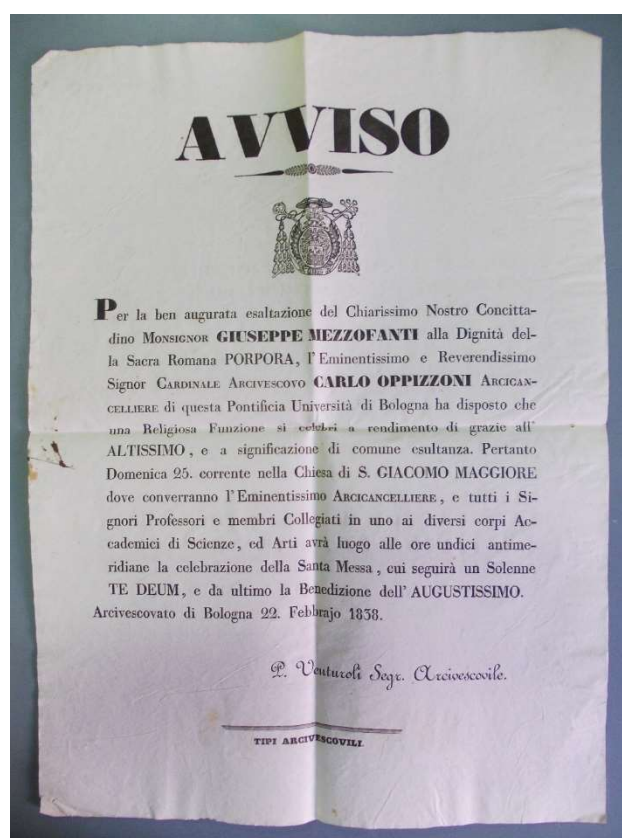 AVVISO
Per la ben augurata esaltazione del Chiarissimo Nostro Concitta-
dino Monsignor GIUSEPPE MEZZOFANTI alla Dignità del-
la Sacra Romana PORPORA, l'Eminentissimo e Reverendissimo
Signor Cardinale Arcivescovo CARLO OPPIZZONI Arcican-
celliere di questa Pontificia Università di Bologna ha disposto che
una Religiosa Funzione si celebri a rendimento di grazie all'
ALTISSIMO, e a significazione di comune esultanza. Pertanto
Domenica 25. corrente nella Chiesa di S. GIACOMO MAGGIORE
dove converranno l'Eminentissimo Arcicancelliere, e tutti i Si-
gnori Professori e membri Collegiati in uno ai diversi corpi Ac-
cademici di Scienze, ed Arti avrà luogo alle ore undici antime-
ridiane la celebrazione della Santa Messa, cui seguirà un Solenne
TE DEUM, e da ultimo la Benedizione dell'AUGUSTISSIMO.
Arcivescovato di Bologna 22. Febbrajo 1838.
P. Venturoli Segr. Arcivescovile.
TIPI ARCIVESCOVILI.